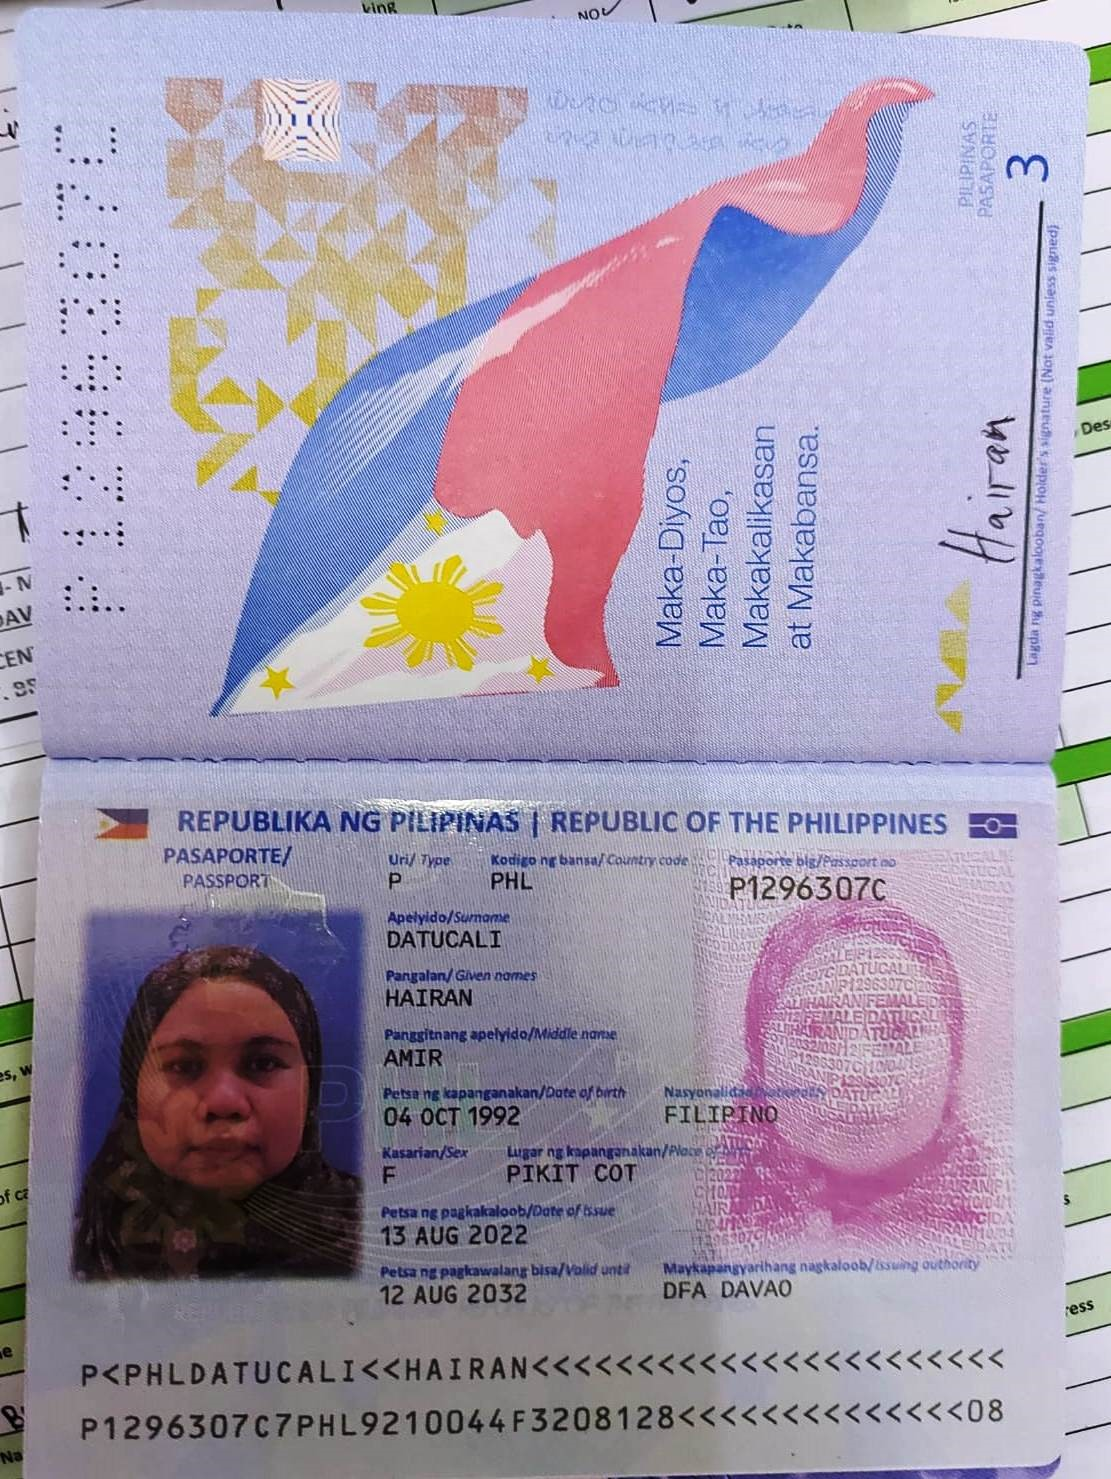 PILIPINAS
PASAPORTE
3
P1296307C
Maka-Diyos,
Maka-Tao,
Makakalikasan
at Makabansa.
Hairan
Lagda ng pinagkalooban/ Holder's signature (Not valid unless signed)
REPUBLIKA NG PILIPINAS | REPUBLIC OF THE PHILIPPINES
PASAPORTE/
PASSPORT
Uri/ Type
Kodigo ng bansa/ Country code
Pasaporte blg/Passport no
P
PHL
P1296307C
Apelyido/Surname
DATUCALI
Pangalan/ Given names
HAIRAN
Panggitnang apelyido/Middle name
AMIR
Petsa ng kapanganakan/Date of birth
Nasyonalidad/Nationality
04 OCT 1992
FILIPINO
Kasarian/Sex
Lugar ng kapanganakan/Place of birth
F
PIKIT COT
Petsa ng pagkakaloob/Date of issue
13 AUG 2022
Petsa ng pagkawalang bisa/Valid until
Maykapangyarihang nagkaloob/Issuing authority
12 AUG 2032
DFA DAVAO
P<PHLDATUCALI<<HAIRAN<<<<<<<<<<<<<<<<<<<<<<<
P1296307C7PHL9210044F3208128<<<<<<<<<<<<<<08